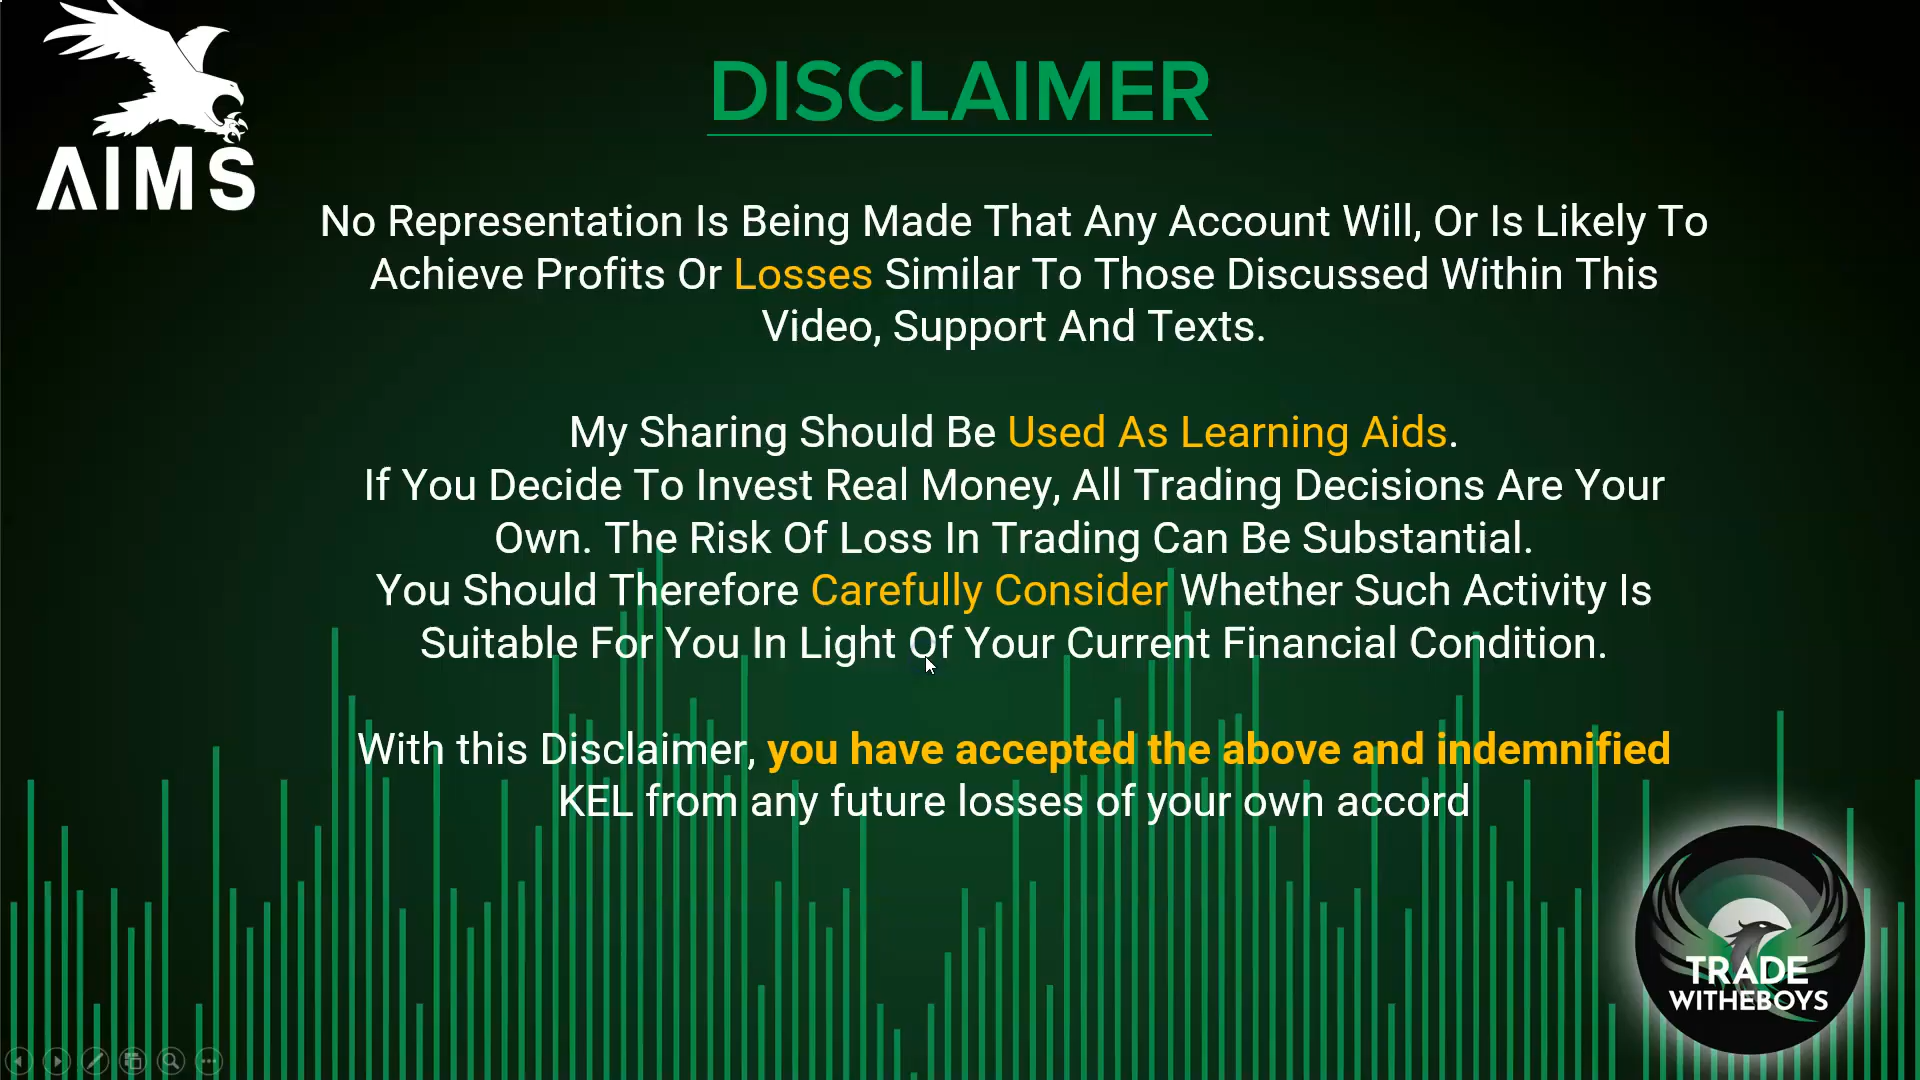 AIMS
DISCLAIMER
No Representation Is Being Made That Any Account Will, Or Is Likely To
Achieve Profits Or Losses Similar To Those Discussed Within This
Video, Support And Texts.
My Sharing Should Be Used As Learning Aids.
If You Decide To Invest Real Money, All Trading Decisions Are Your
Own. The Risk Of Loss In Trading Can Be Substantial.
You Should Therefore Carefully Consider Whether Such Activity Is
Suitable For You In Light Of Your Current Financial Condition.
With this Disclaimer, you have accepted the above and indemnified
KEL from any future losses of your own accord
TRADE
WITHEBOYS